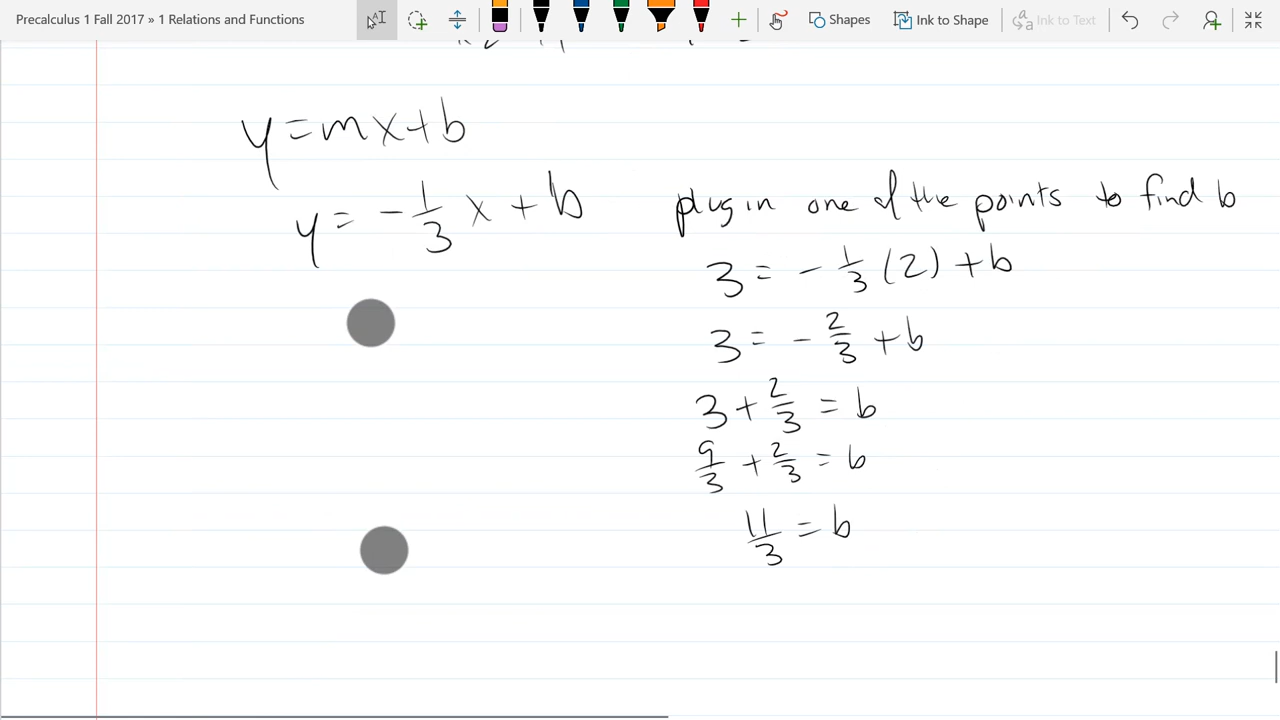 Precalculus 1 Fall 2017 » 1 Relations and Functions
Shapes
Ink to Shape
Ink to Text
y = mx + b
y = - 1/3 x + b
plug in one of the points to find b
3 = - 1/3 (2) + b
3 = - 2/3 + b
3 + 2/3 = b
9/3 + 2/3 = b
11/3 = b